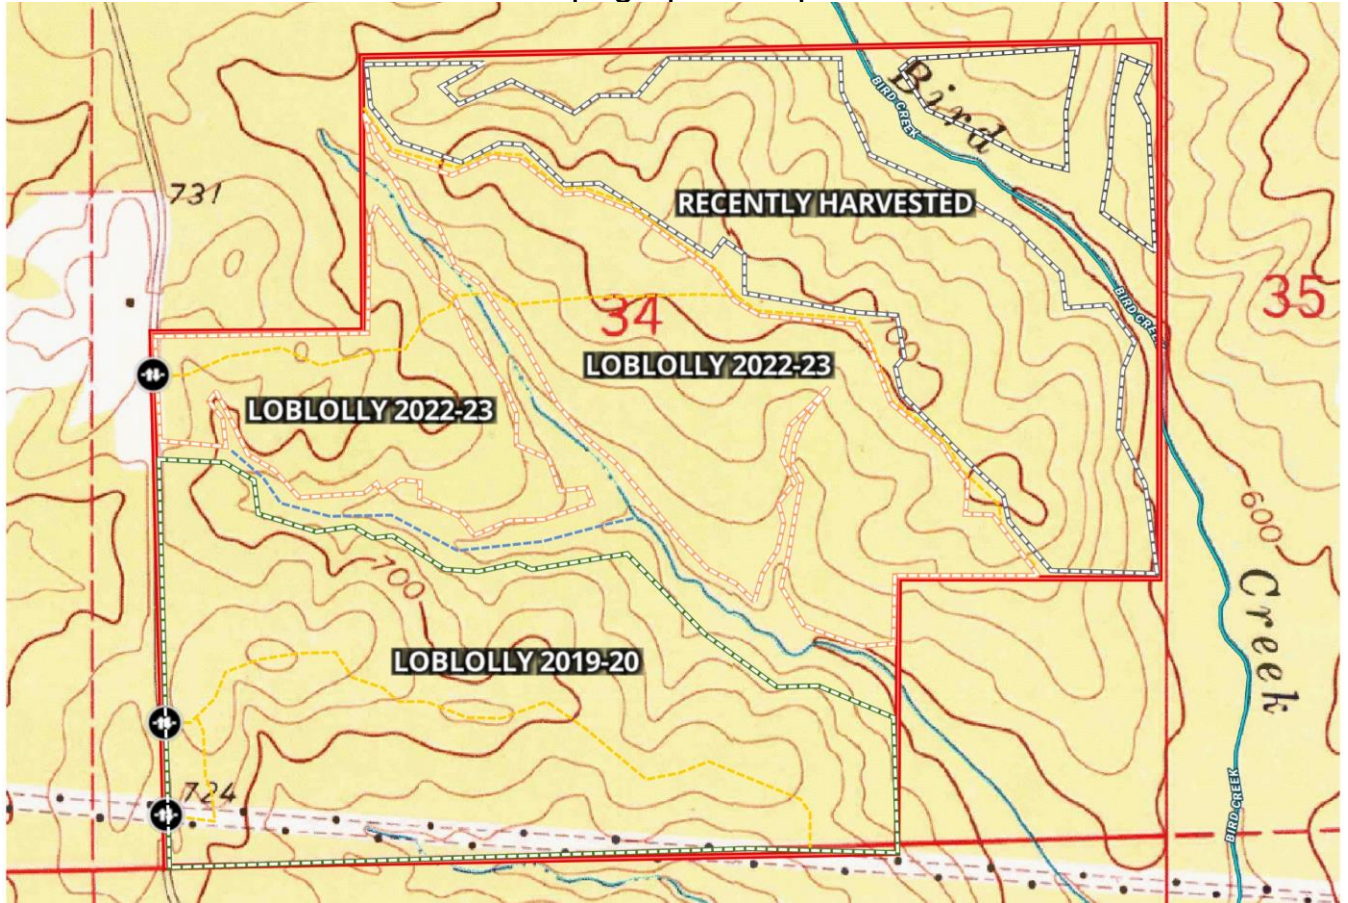 Bird
BIRD CREEK
731
RECENTLY HARVESTED
35
34
BIRD CREEK
700
LOBLOLLY 2022-23
LOBLOLLY 2022-23
600
700
Creek
LOBLOLLY 2019-20
724
BIRD CREEK